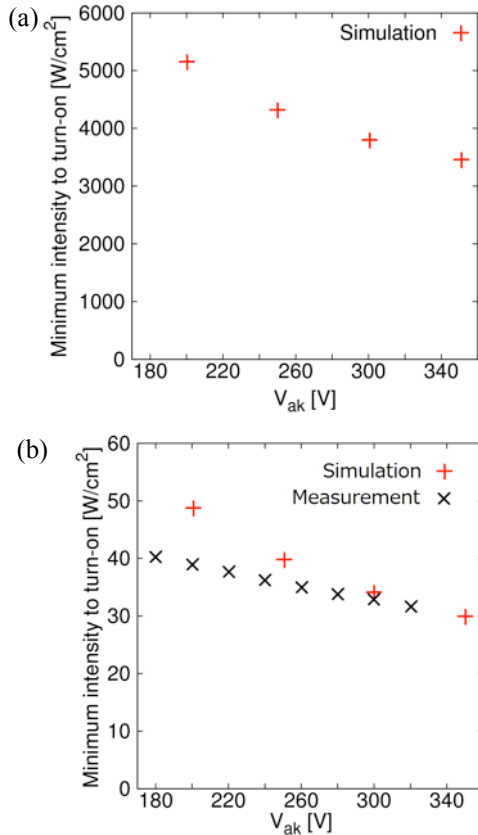 (a)
Minimum intensity to turn-on [W/cm²]
6000
5000
4000
3000
2000
1000
0
Simulation
180 220 260 300 340
V_ak [V]
(b)
Minimum intensity to turn-on [W/cm²]
60
50
40
30
20
10
0
Simulation
Measurement
180 220 260 300 340
V_ak [V]